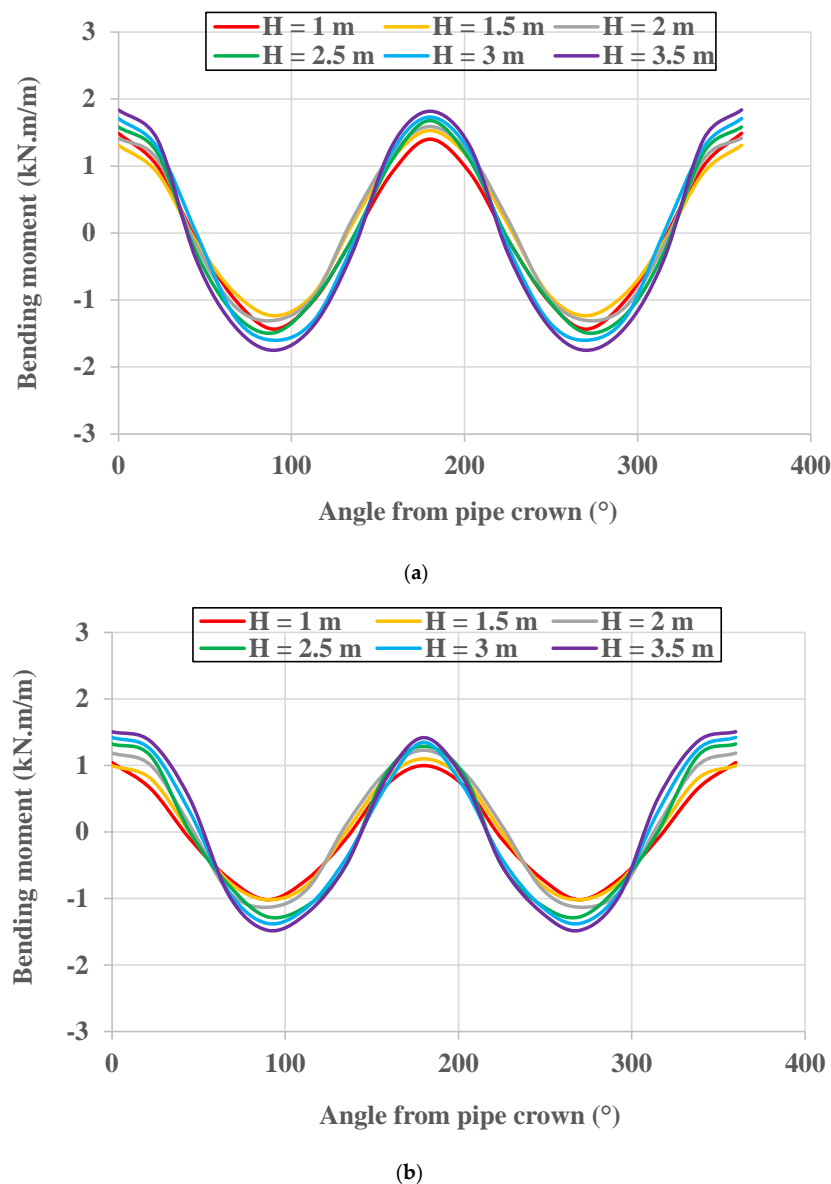 H = 1 m H = 1.5 m H = 2 m
H = 2.5 m H = 3 m H = 3.5 m
3
2
1
0
-1
-2
-3
Bending moment (kN.m/m)
0 100 200 300 400
Angle from pipe crown (°)
(a)
H = 1 m H = 1.5 m H = 2 m
H = 2.5 m H = 3 m H = 3.5 m
3
2
1
0
-1
-2
-3
Bending moment (kN.m/m)
0 100 200 300 400
Angle from pipe crown (°)
(b)